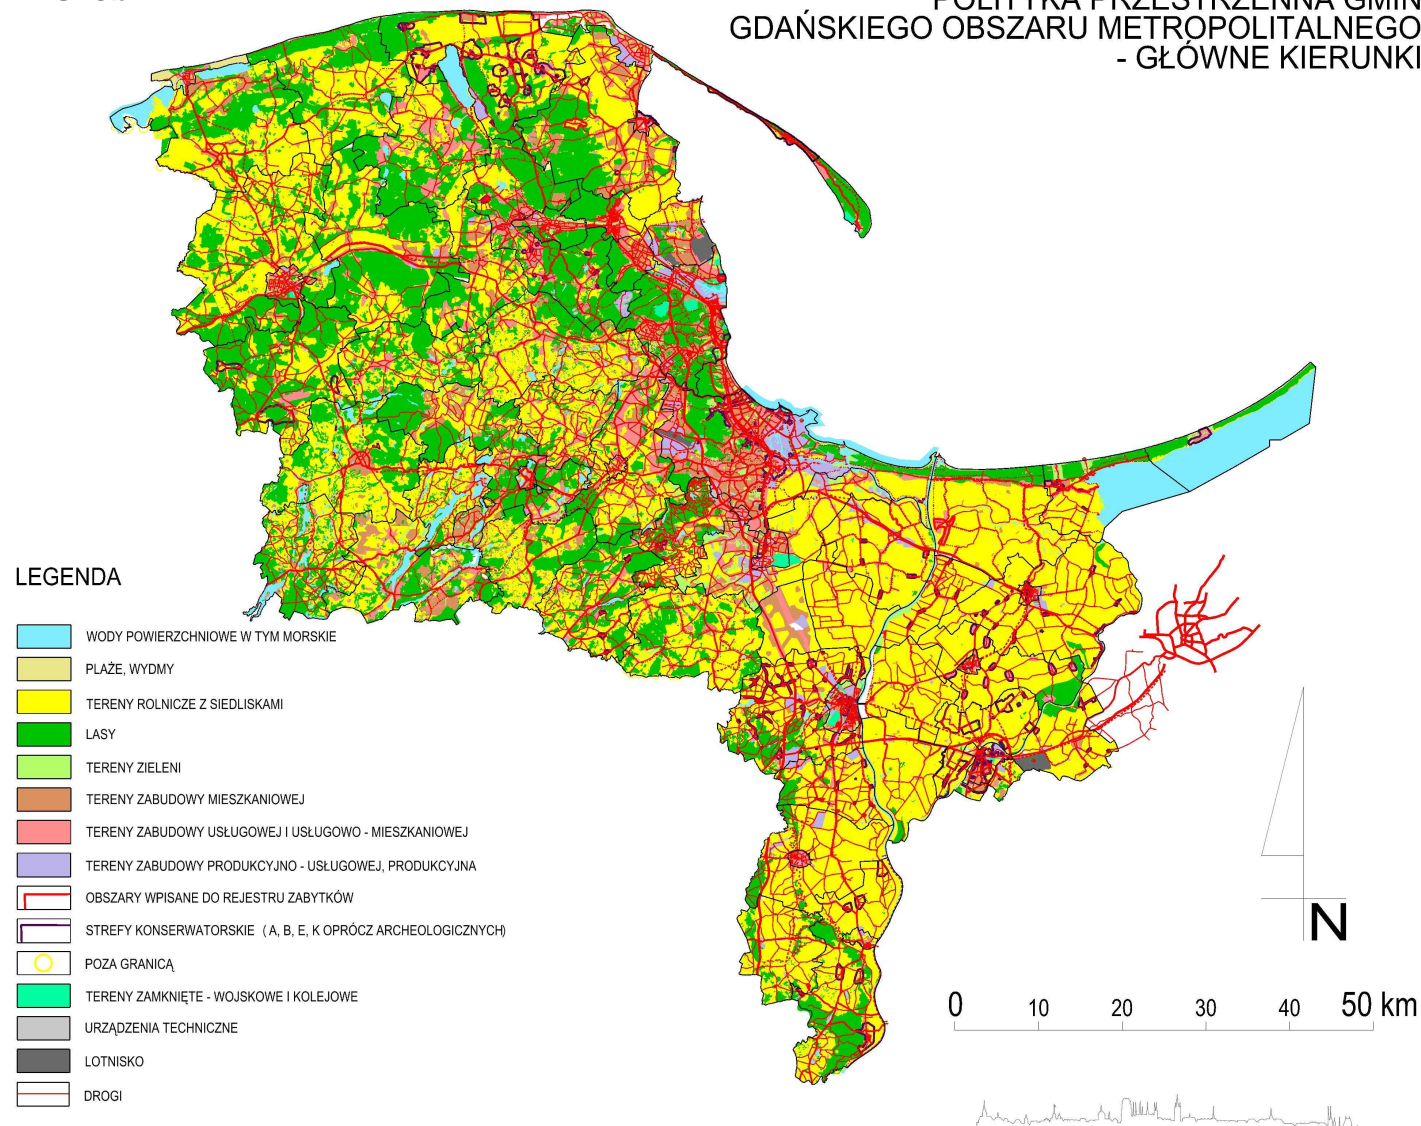 POLITYKA PRZESTRZENNA GMIN
GDAŃSKIEGO OBSZARU METROPOLITALNEGO
- GŁÓWNE KIERUNKI
LEGENDA
WODY POWIERZCHNIOWE W TYM MORSKIE
PLAŻE, WYDMY
TERENY ROLNICZE Z SIEDLISKAMI
LASY
TERENY ZIELENI
TERENY ZABUDOWY MIESZKANIOWEJ
TERENY ZABUDOWY USŁUGOWEJ I USŁUGOWO - MIESZKANIOWEJ
TERENY ZABUDOWY PRODUKCYJNO - USŁUGOWEJ, PRODUKCYJNA
OBSZARY WPISANE DO REJESTRU ZABYTKÓW
STREFY KONSERWATORSKIE ( A, B, E, K OPRÓCZ ARCHEOLOGICZNYCH)
POZA GRANICĄ
TERENY ZAMKNIĘTE - WOJSKOWE I KOLEJOWE
URZĄDZENIA TECHNICZNE
LOTNISKO
DROGI
N
0 10 20 30 40 50 km